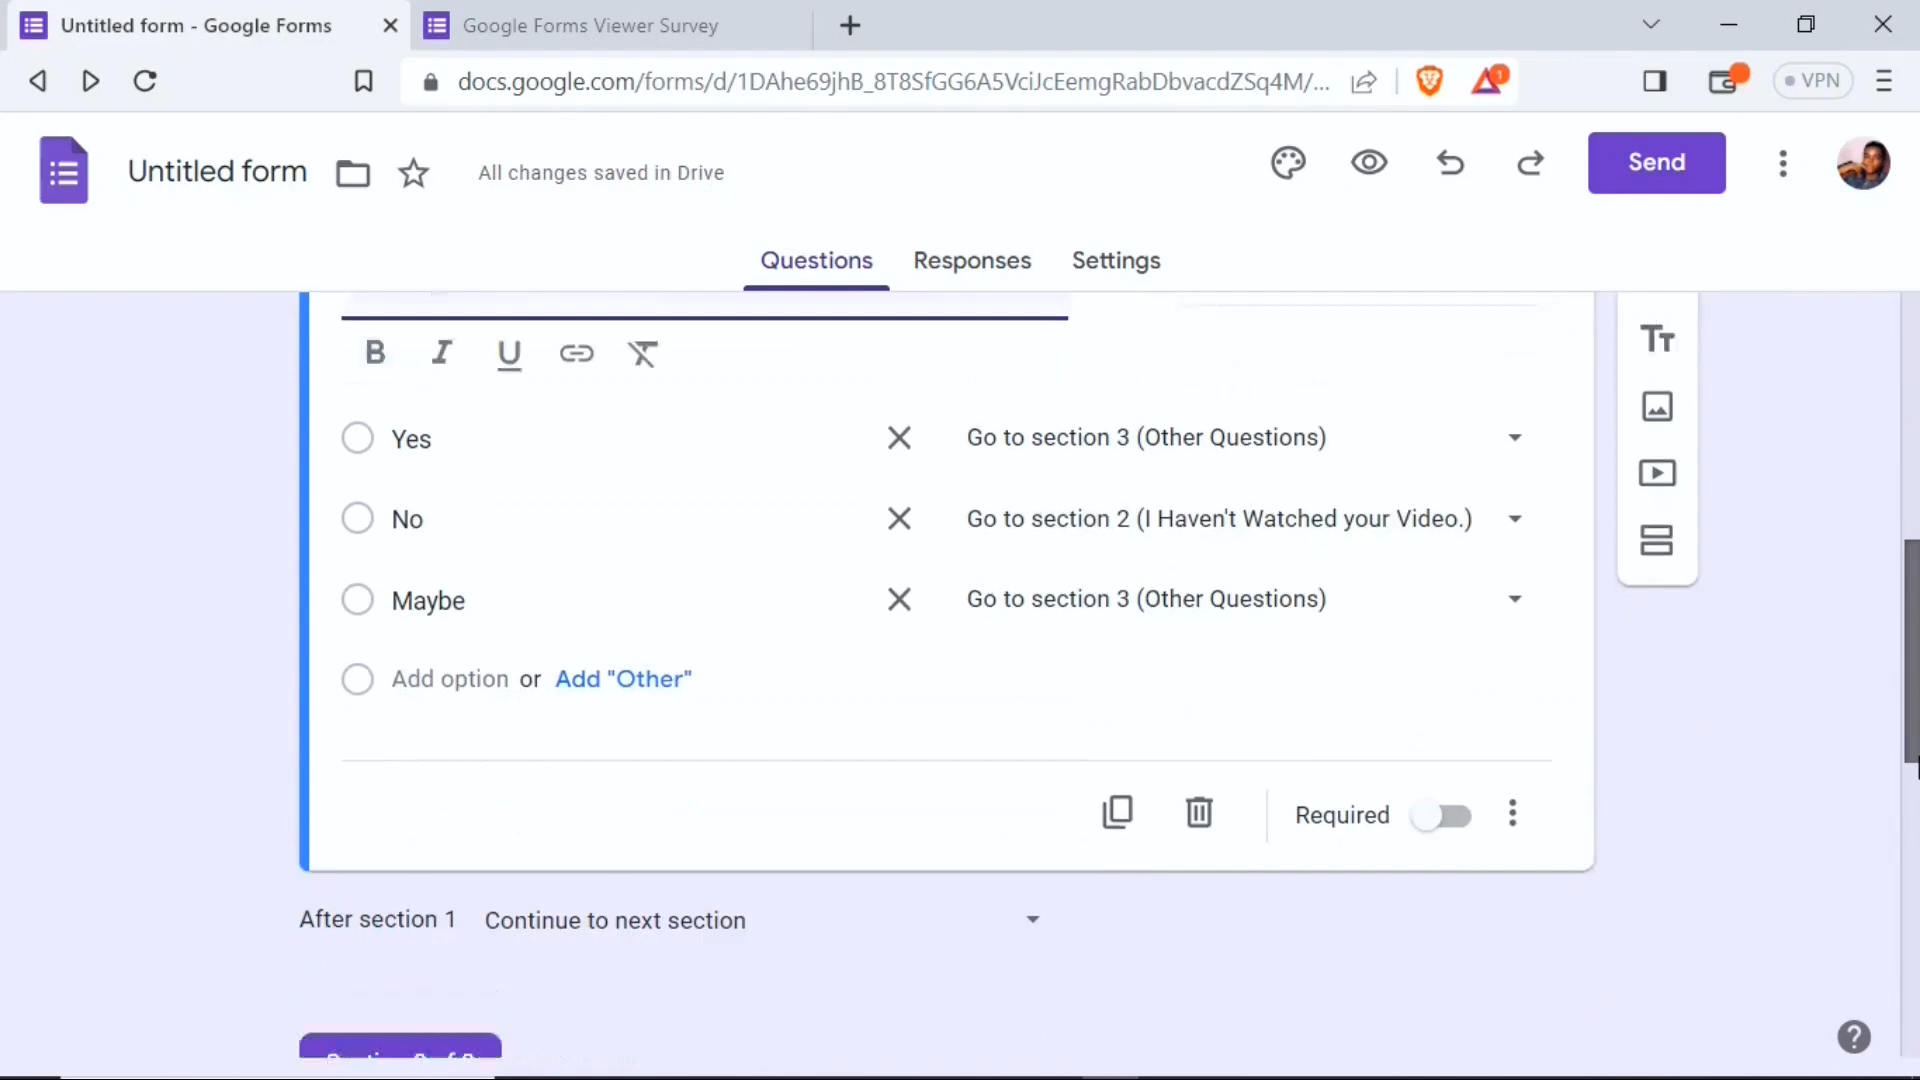 Untitled form - Google Forms
Google Forms Viewer Survey
docs.google.com/forms/d/1DAhe69jhB_8T8SfGG6A5VciJcEemgRabDbvacdZSq4M/...
1
VPN
Untitled form
All changes saved in Drive
Send
Questions
Responses
Settings
B I U
Tт
Yes
Go to section 3 (Other Questions)
No
Go to section 2 (I Haven't Watched your Video.)
Maybe
Go to section 3 (Other Questions)
Add option or Add "Other"
Required
After section 1 Continue to next section